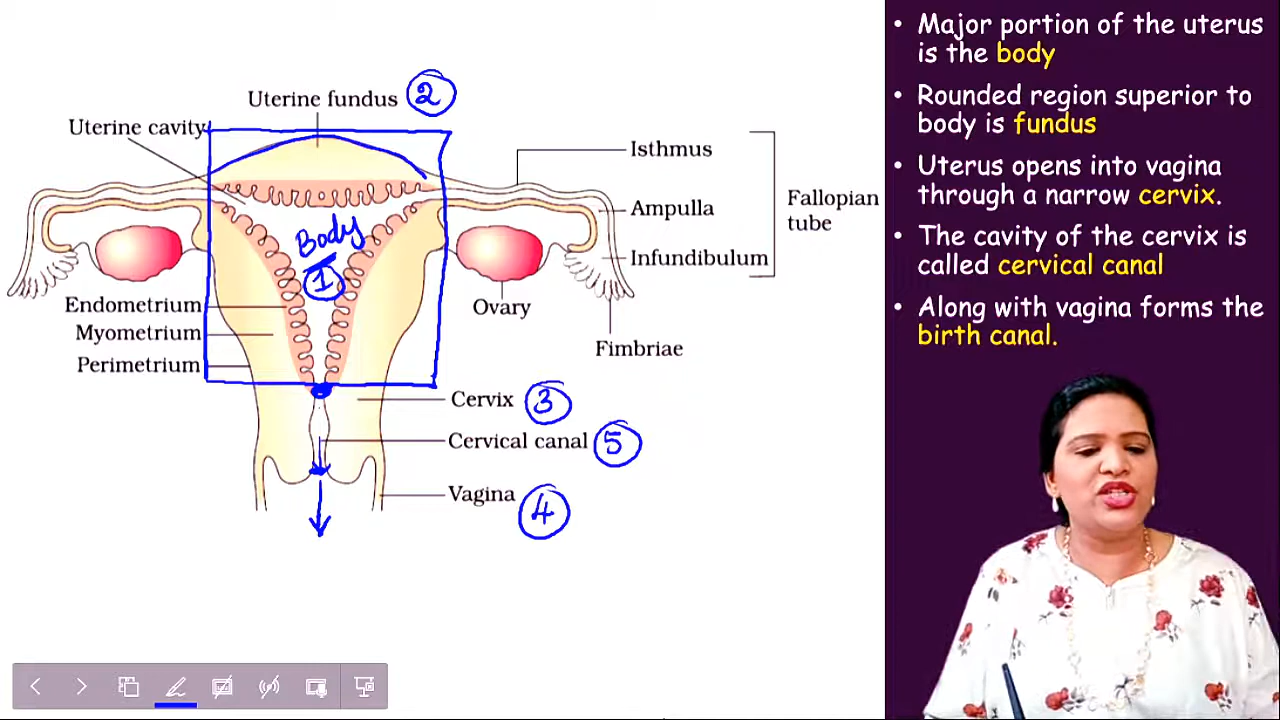 Uterine fundus 2
Uterine cavity
Isthmus
Ampulla
Fallopian
tube
Body
1
Infundibulum
Endometrium
Ovary
Myometrium
Fimbriae
Perimetrium
Cervix 3
Cervical canal 5
Vagina 4
• Major portion of the uterus
is the body
• Rounded region superior to
body is fundus
• Uterus opens into vagina
through a narrow cervix.
• The cavity of the cervix is
called cervical canal
• Along with vagina forms the
birth canal.